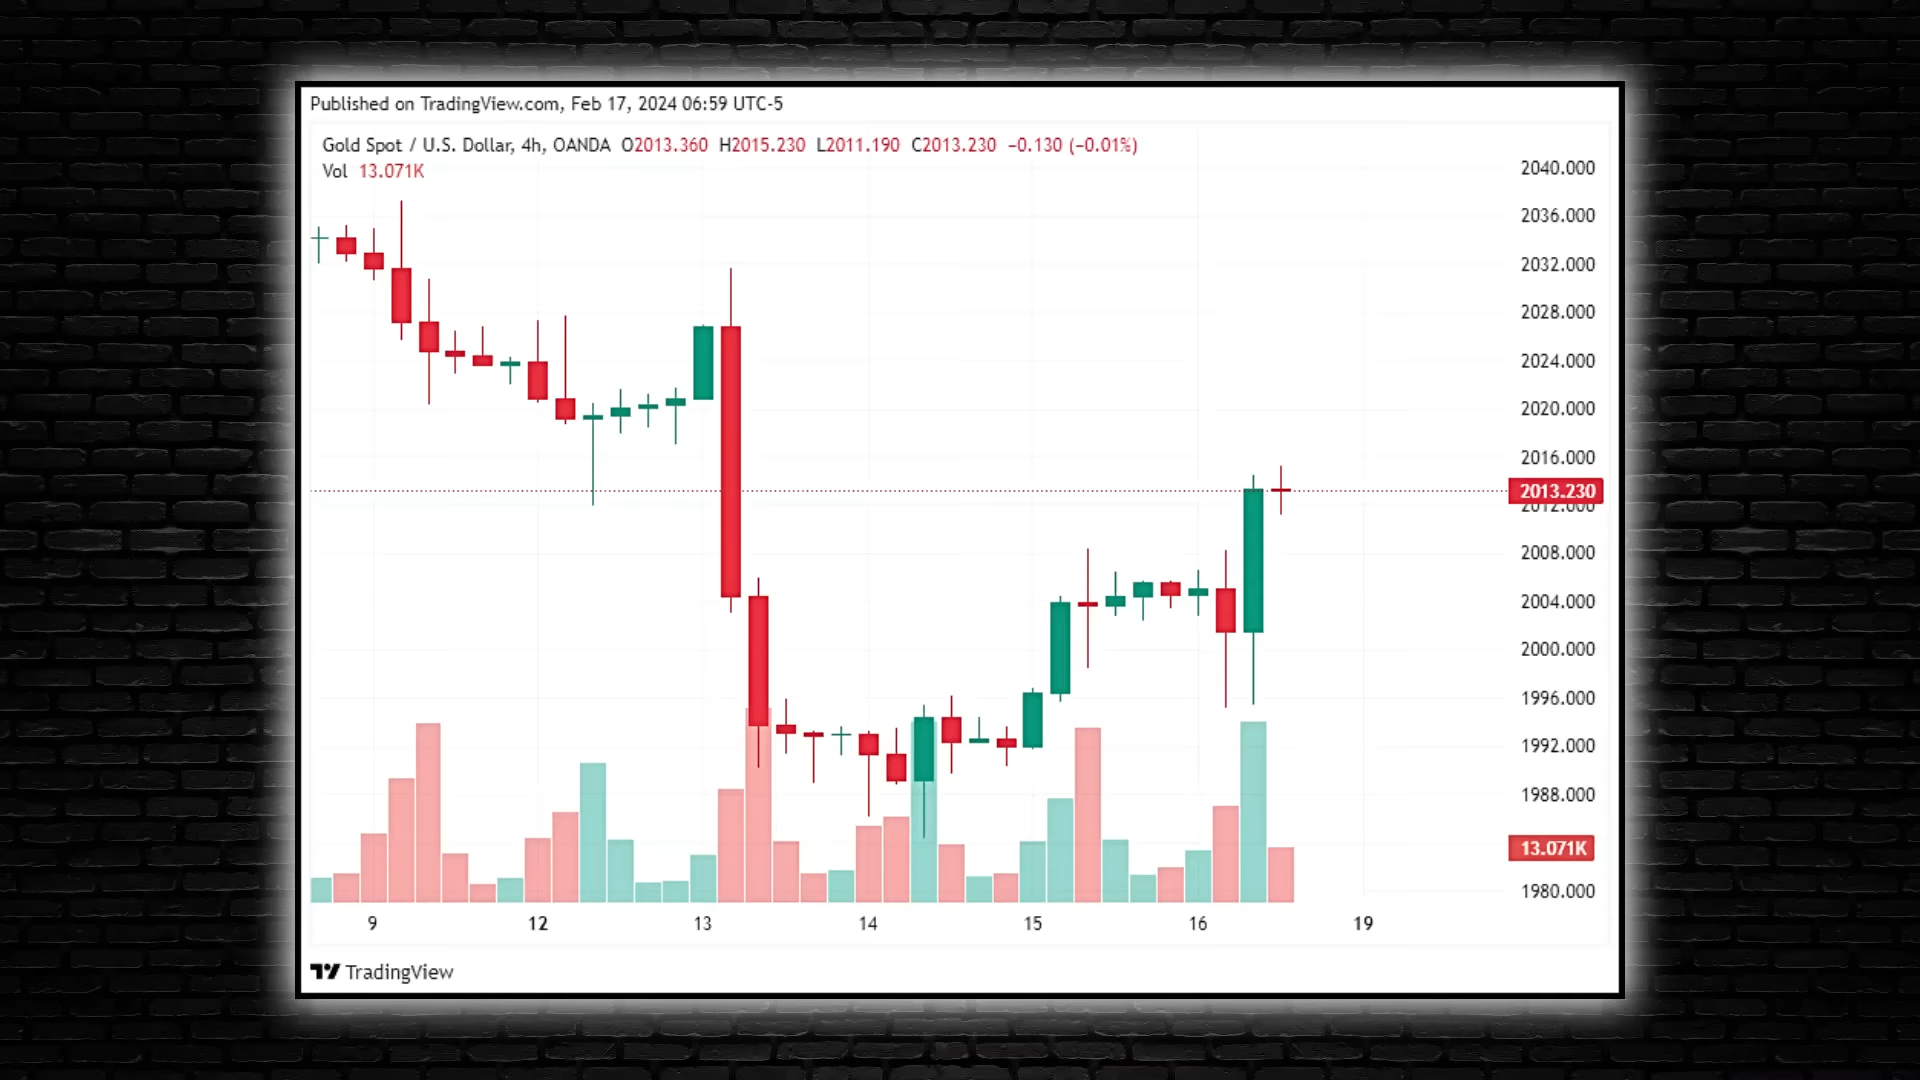 Published on TradingView.com, Feb 17, 2024 06:59 UTC-5
Gold Spot / U.S. Dollar, 4h, OANDA O2013.360 H2015.230 L2011.190 C2013.230 −0.130 (−0.01%)
Vol 13.071K
2040.000
2036.000
2032.000
2028.000
2024.000
2020.000
2016.000
2013.230
2012.000
2008.000
2004.000
2000.000
1996.000
1992.000
1988.000
13.071K
1980.000
9 12 13 14 15 16 19
TradingView